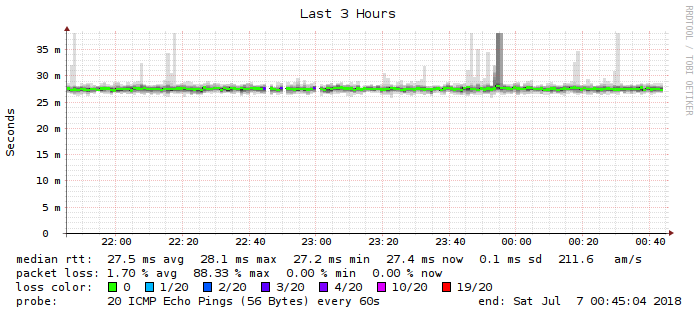 Last 3 Hours
RRDTOOL / TOBI OETIKER
Seconds
35 m
30 m
25 m
20 m
15 m
10 m
5 m
0
22:00 22:20 22:40 23:00 23:20 23:40 00:00 00:20 00:40
median rtt: 27.5 ms avg 28.1 ms max 27.2 ms min 27.4 ms now 0.1 ms sd 211.6 am/s
packet loss: 1.70 % avg 88.33 % max 0.00 % min 0.00 % now
loss color: 0 1/20 2/20 3/20 4/20 10/20 19/20
probe: 20 ICMP Echo Pings (56 Bytes) every 60s end: Sat Jul 7 00:45:04 2018